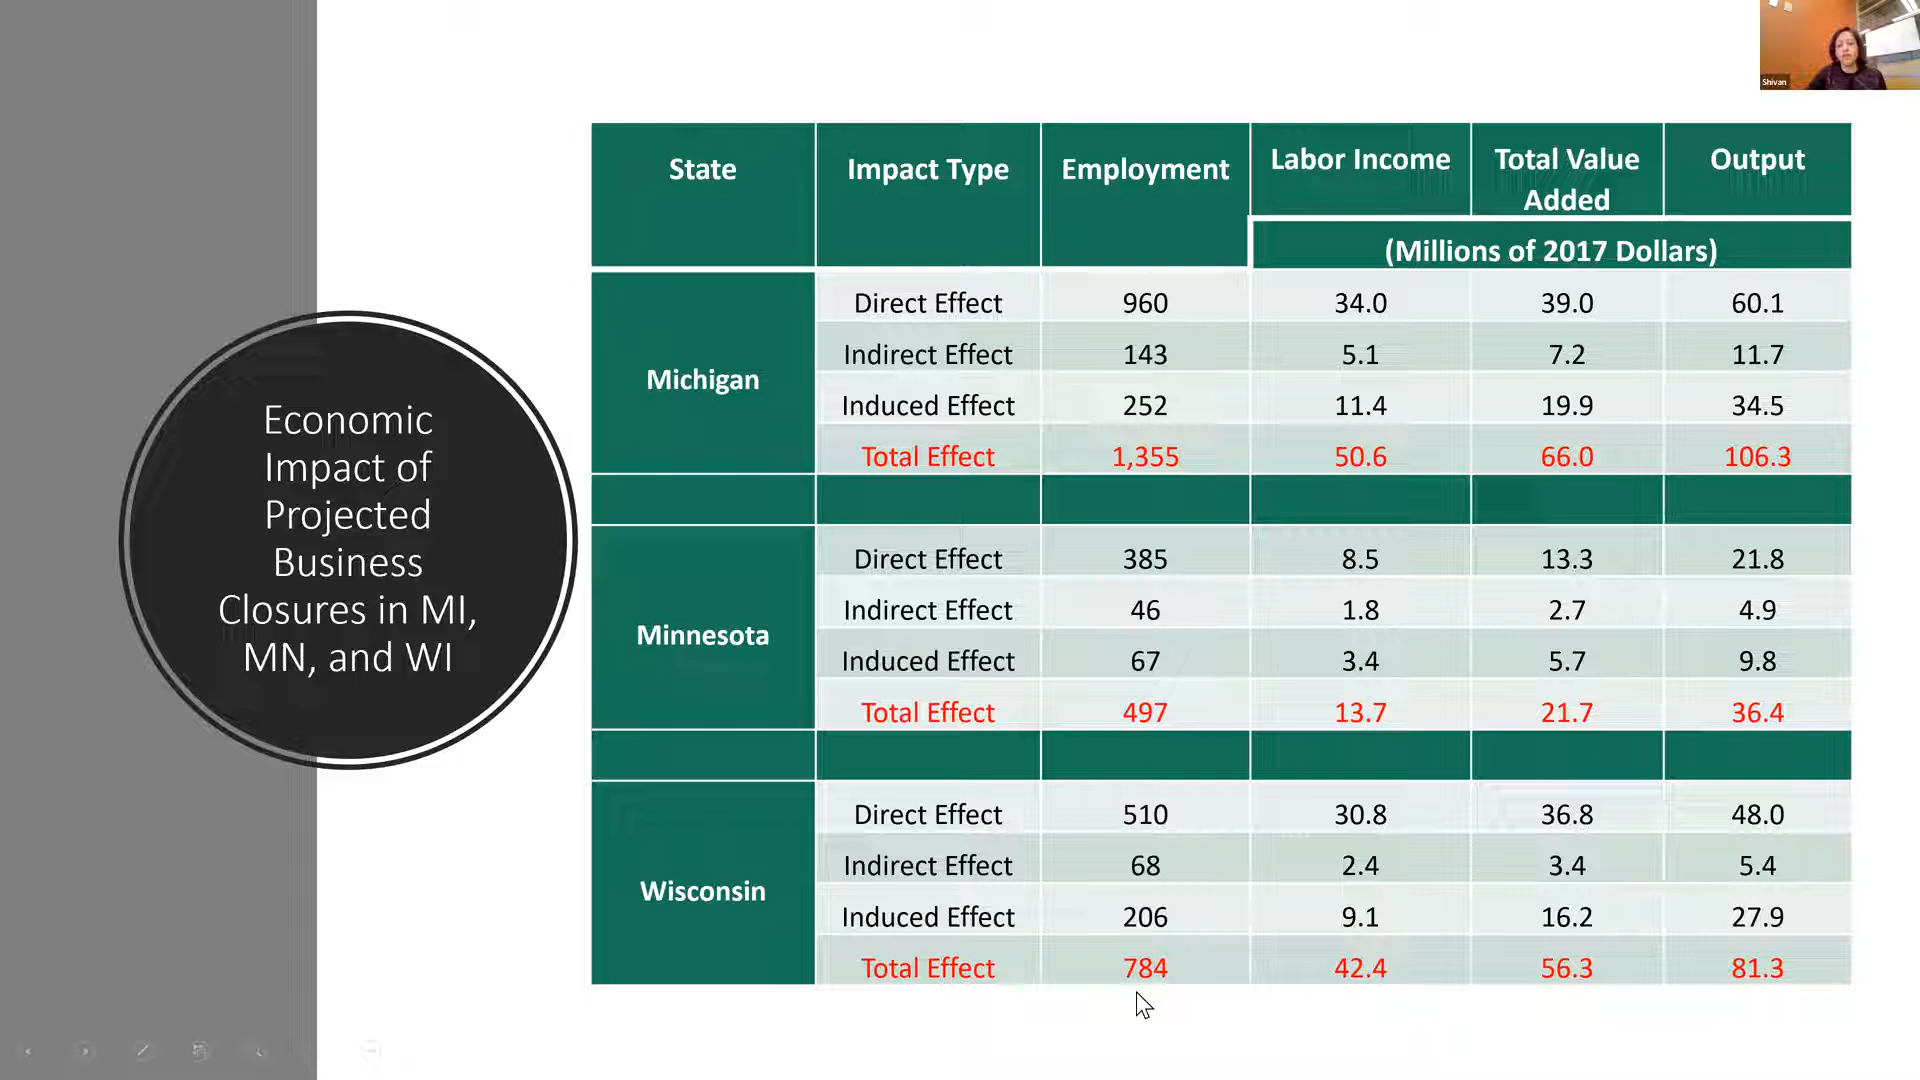 Shivan
Economic
Impact of
Projected
Business
Closures in MI,
MN, and WI
State Impact Type Employment Labor Income Total Value Added Output
(Millions of 2017 Dollars)
Michigan
Direct Effect 960 34.0 39.0 60.1
Indirect Effect 143 5.1 7.2 11.7
Induced Effect 252 11.4 19.9 34.5
Total Effect 1,355 50.6 66.0 106.3
Minnesota
Direct Effect 385 8.5 13.3 21.8
Indirect Effect 46 1.8 2.7 4.9
Induced Effect 67 3.4 5.7 9.8
Total Effect 497 13.7 21.7 36.4
Wisconsin
Direct Effect 510 30.8 36.8 48.0
Indirect Effect 68 2.4 3.4 5.4
Induced Effect 206 9.1 16.2 27.9
Total Effect 784 42.4 56.3 81.3